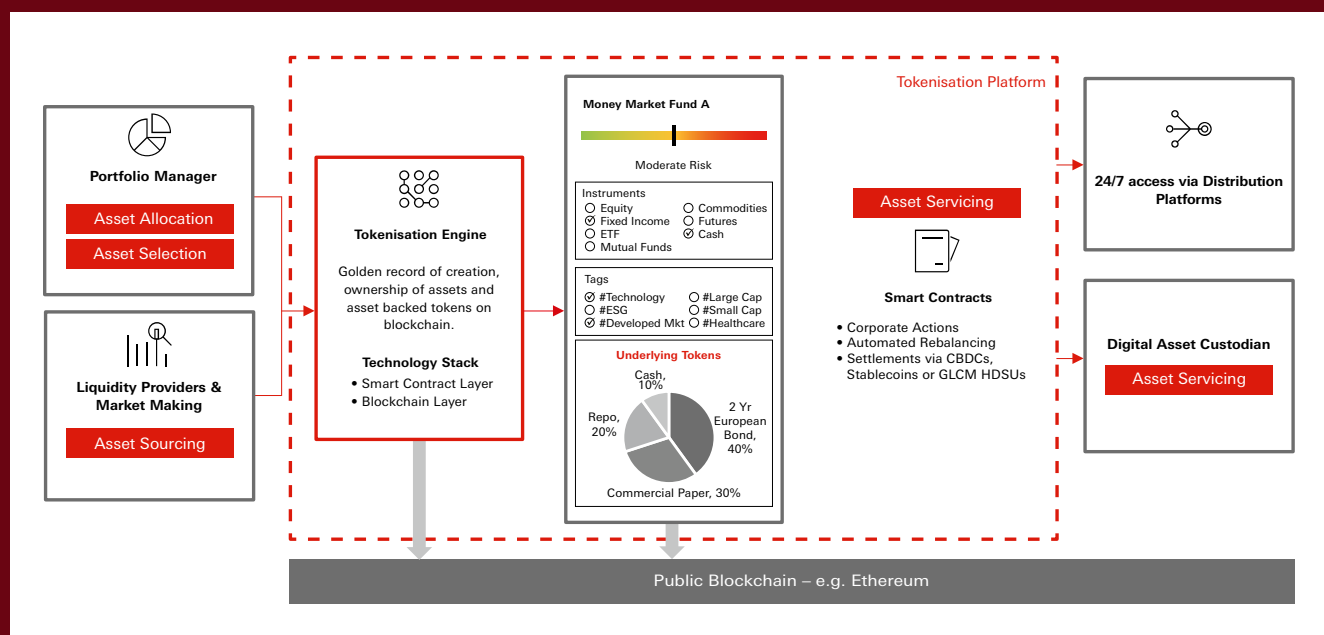 Portfolio Manager
Asset Allocation
Asset Selection
Liquidity Providers &
Market Making
Asset Sourcing
Tokenisation Platform
Tokenisation Engine
Golden record of creation,
ownership of assets and
asset backed tokens on
blockchain.
Technology Stack
• Smart Contract Layer
• Blockchain Layer
Money Market Fund A
Moderate Risk
Instruments
Equity
Fixed Income
ETF
Mutual Funds
Commodities
Futures
Cash
Tags
#Technology
#ESG
#Developed Mkt
#Large Cap
#Small Cap
#Healthcare
Underlying Tokens
Cash,
10%
Repo,
20%
2 Yr
European
Bond,
40%
Commercial Paper, 30%
Asset Servicing
Smart Contracts
• Corporate Actions
• Automated Rebalancing
• Settlements via CBDCs,
Stablecoins or GLCM HDSUs
24/7 access via Distribution
Platforms
Digital Asset Custodian
Asset Servicing
Public Blockchain – e.g. Ethereum